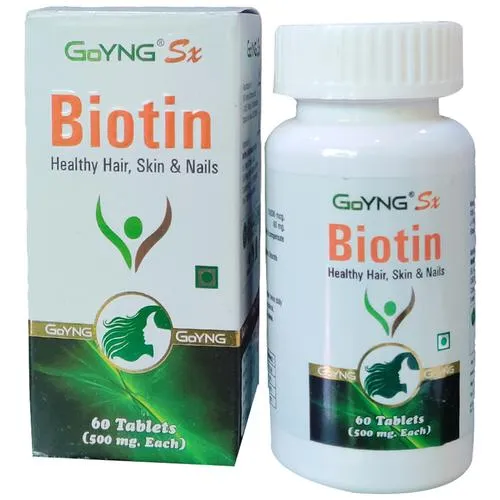 GoYNG® Sx
Biotin
Healthy Hair, Skin & Nails
GoYNG
GoYNG
60 Tablets
(500 mg. Each)
GoYNG® Sx
Biotin
Healthy Hair, Skin & Nails
GoYNG
GoYNG
60 Tablets
(500 mg. Each)